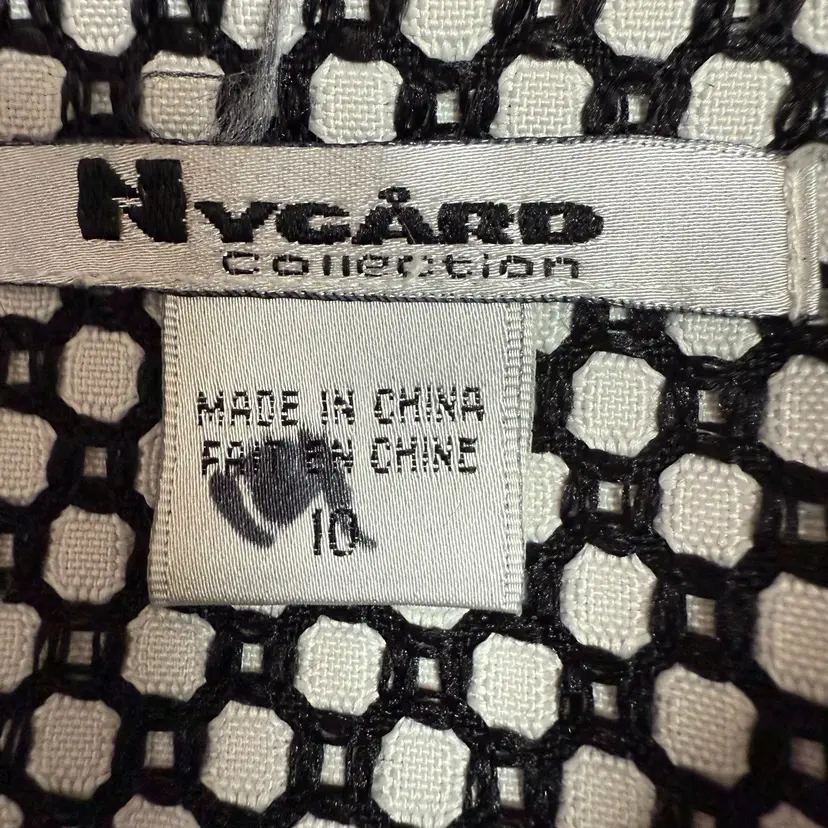 NYGÅRD
Collection
MADE IN CHINA
FAIT EN CHINE
10